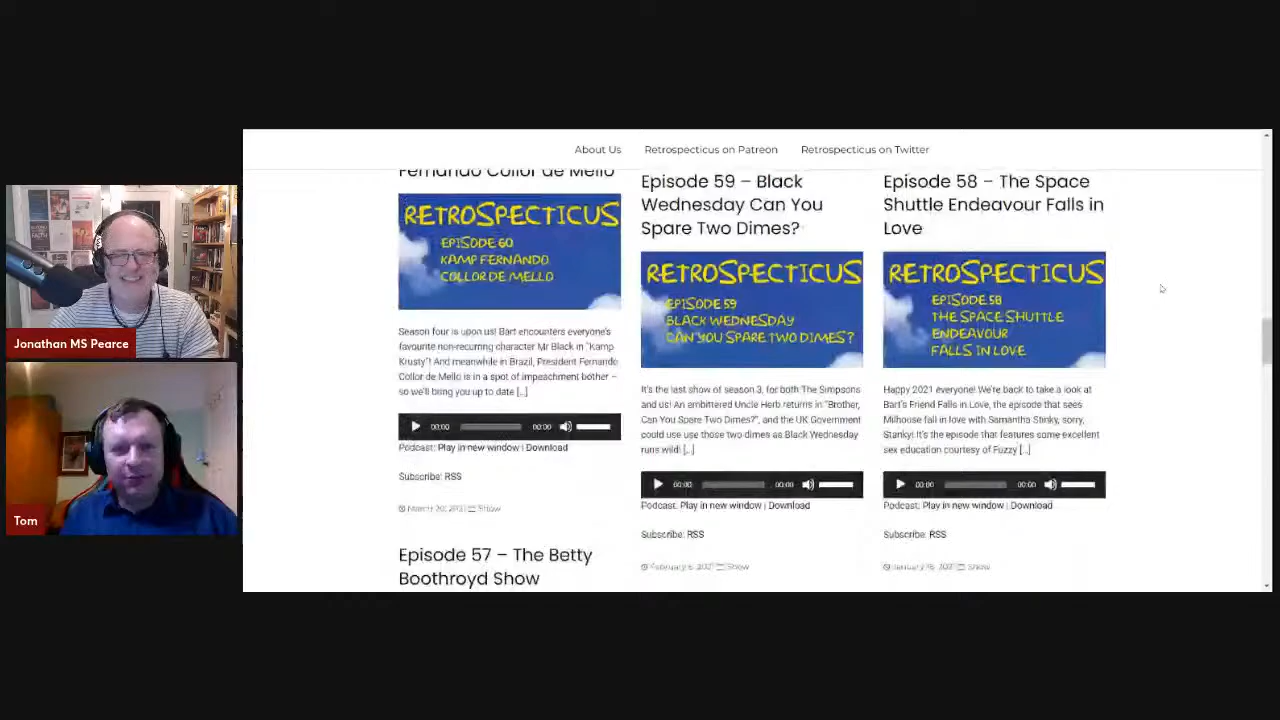 About Us Retrospecticus on Patreon Retrospecticus on Twitter
Fernando Collor de Mello
RETROSPECTICUS
EPISODE 60
KAMP FERNANDO
COLLOR DE MELLO
Season four is upon us! Bart encounters everyone's
favourite non-recurring character Mr Black in "Kamp
Krusty"! And meanwhile in Brazil, President Fernando
Collor de Mello is in a spot of impeachment bother –
so we'll bring you up to date [...]
00:00 00:00
Podcast: Play in new window | Download
Subscribe: RSS
Show
Episode 57 – The Betty
Boothroyd Show
Episode 59 – Black
Wednesday Can You
Spare Two Dimes?
RETROSPECTICUS
EPISODE 59
BLACK WEDNESDAY
CAN YOU SPARE TWO DIMES?
It's the last show of season 3, for both The Simpsons
and us! An embittered Uncle Herb returns in "Brother,
Can You Spare Two Dimes?", and the UK Government
could use use those two dimes as Black Wednesday
runs wild! [...]
00:00 00:00
Podcast: Play in new window | Download
Subscribe: RSS
February 6, 2021 Show
Episode 58 – The Space
Shuttle Endeavour Falls in
Love
RETROSPECTICUS
EPISODE 58
THE SPACE SHUTTLE
ENDEAVOUR
FALLS IN LOVE
Happy 2021 everyone! We're back to take a look at
Bart's Friend Falls in Love, the episode that sees
Milhouse fall in love with Samantha Stinky, sorry,
Stanky! It's the episode that features some excellent
sex education courtesy of Fuzzy [...]
00:00 00:00
Podcast: Play in new window | Download
Subscribe: RSS
Show
Jonathan MS Pearce
Tom